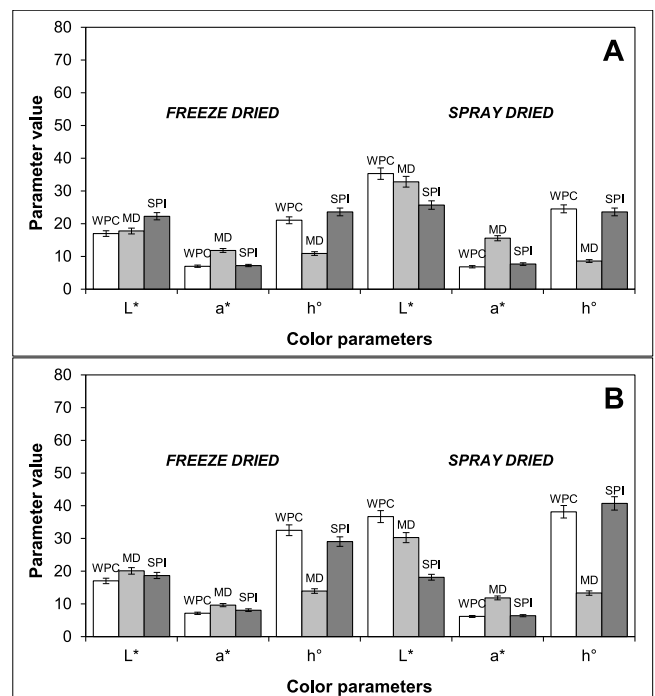 A
80
70
60
50
40
30
20
10
0
Parameter value
FREEZE DRIED SPRAY DRIED
WPC MD SPI WPC MD SPI WPC MD SPI WPC MD SPI WPC MD SPI WPC MD SPI
L* a* h° L* a* h°
Color parameters
B
80
70
60
50
40
30
20
10
0
Parameter value
FREEZE DRIED SPRAY DRIED
WPC MD SPI WPC MD SPI WPC MD SPI WPC MD SPI WPC MD SPI WPC MD SPI
L* a* h° L* a* h°
Color parameters